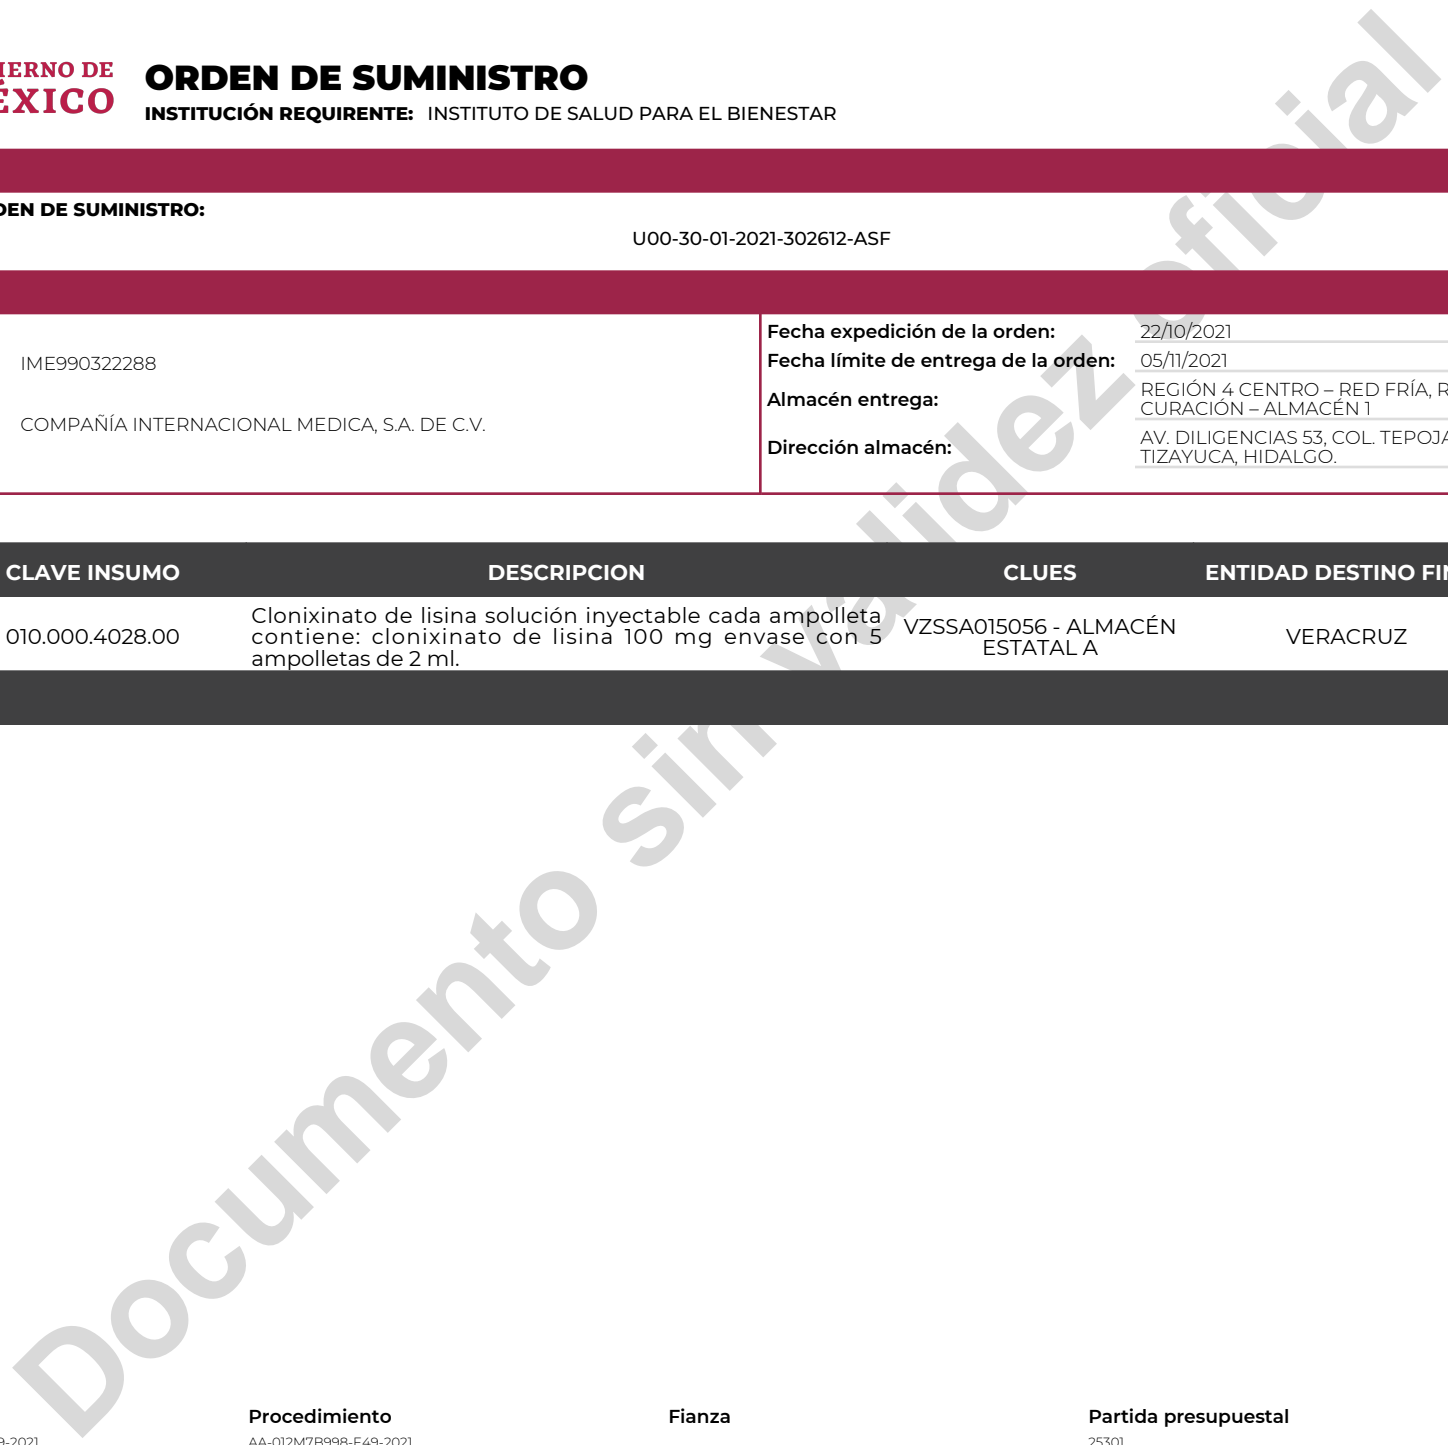 IERNO DE
ÉXICO
ORDEN DE SUMINISTRO
INSTITUCIÓN REQUIRENTE: INSTITUTO DE SALUD PARA EL BIENESTAR
DEN DE SUMINISTRO:
U00-30-01-2021-302612-ASF
IME990322288
COMPAÑÍA INTERNACIONAL MEDICA, S.A. DE C.V.
Fecha expedición de la orden: 22/10/2021
Fecha límite de entrega de la orden: 05/11/2021
Almacén entrega: REGIÓN 4 CENTRO – RED FRÍA, R
CURACIÓN – ALMACÉN 1
Dirección almacén: AV. DILIGENCIAS 53, COL. TEPOJA
TIZAYUCA, HIDALGO.
CLAVE INSUMO DESCRIPCION CLUES ENTIDAD DESTINO FIN
010.000.4028.00
Clonixinato de lisina solución inyectable cada ampolleta
contiene: clonixinato de lisina 100 mg envase con 5
ampolletas de 2 ml.
VZSSA015056 - ALMACÉN
ESTATAL A
VERACRUZ
Documento sin validez oficial
Procedimiento Fianza Partida presupuestal
9-2021 AA-012M7B998-E49-2021 25301